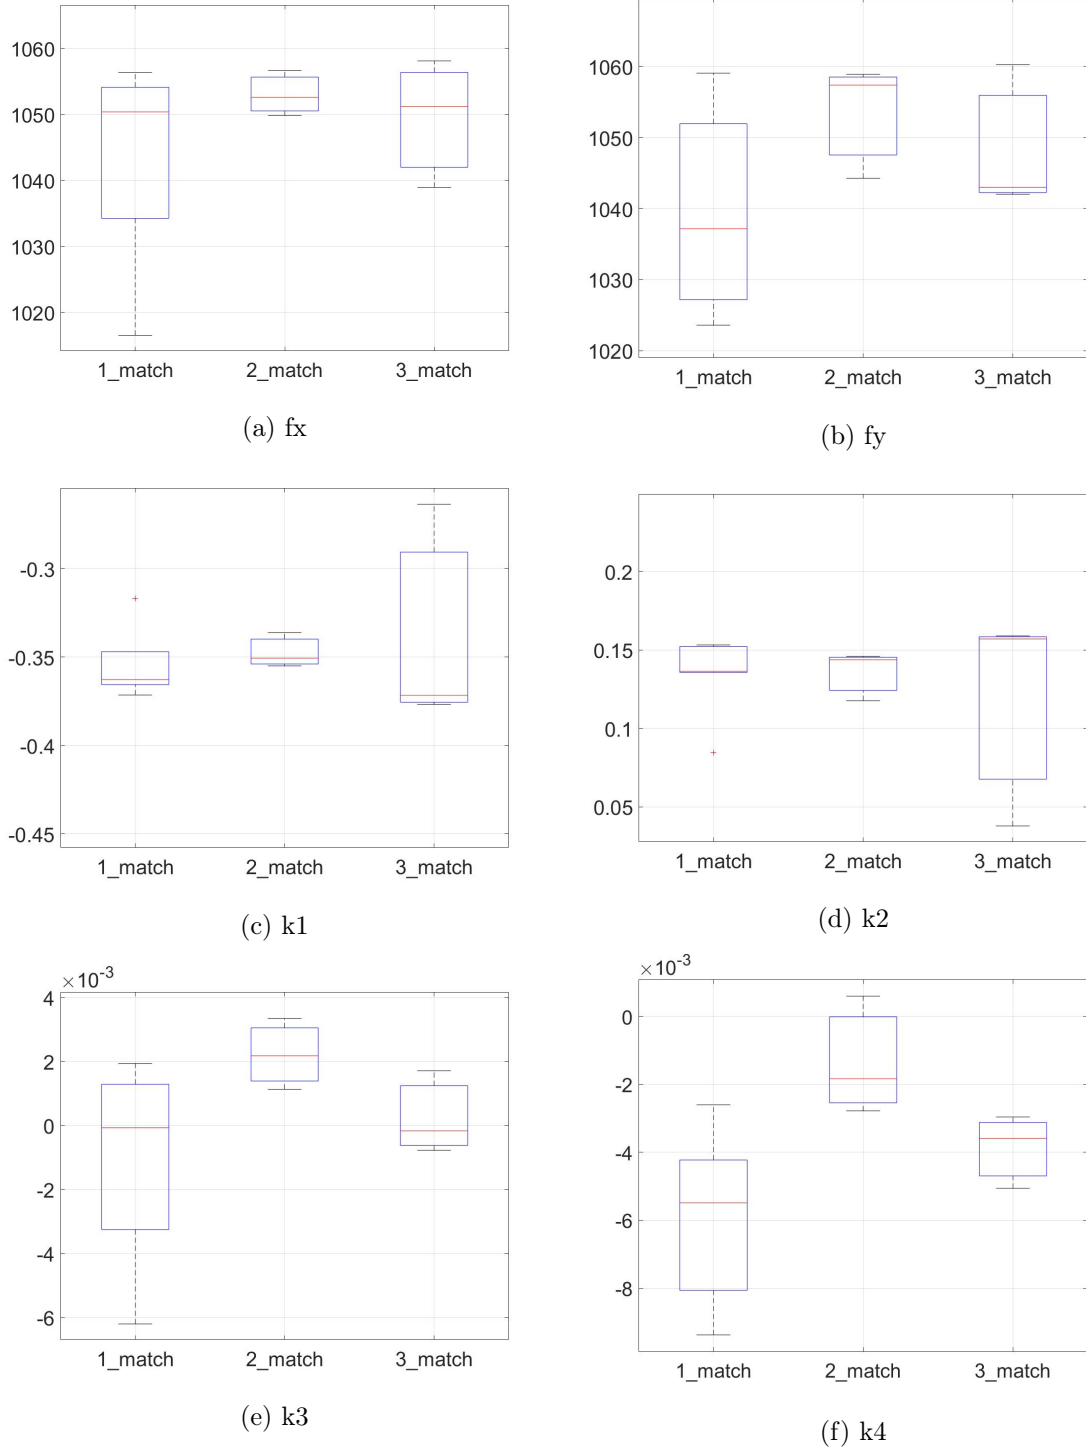 1060
1050
1040
1030
1020
1_match 2_match 3_match
(a) fx
1060
1050
1040
1030
1020
1_match 2_match 3_match
(b) fy
-0.3
-0.35
-0.4
-0.45
1_match 2_match 3_match
(c) k1
0.2
0.15
0.1
0.05
1_match 2_match 3_match
(d) k2
×10-3
4
2
0
-2
-4
-6
1_match 2_match 3_match
(e) k3
×10-3
0
-2
-4
-6
-8
1_match 2_match 3_match
(f) k4